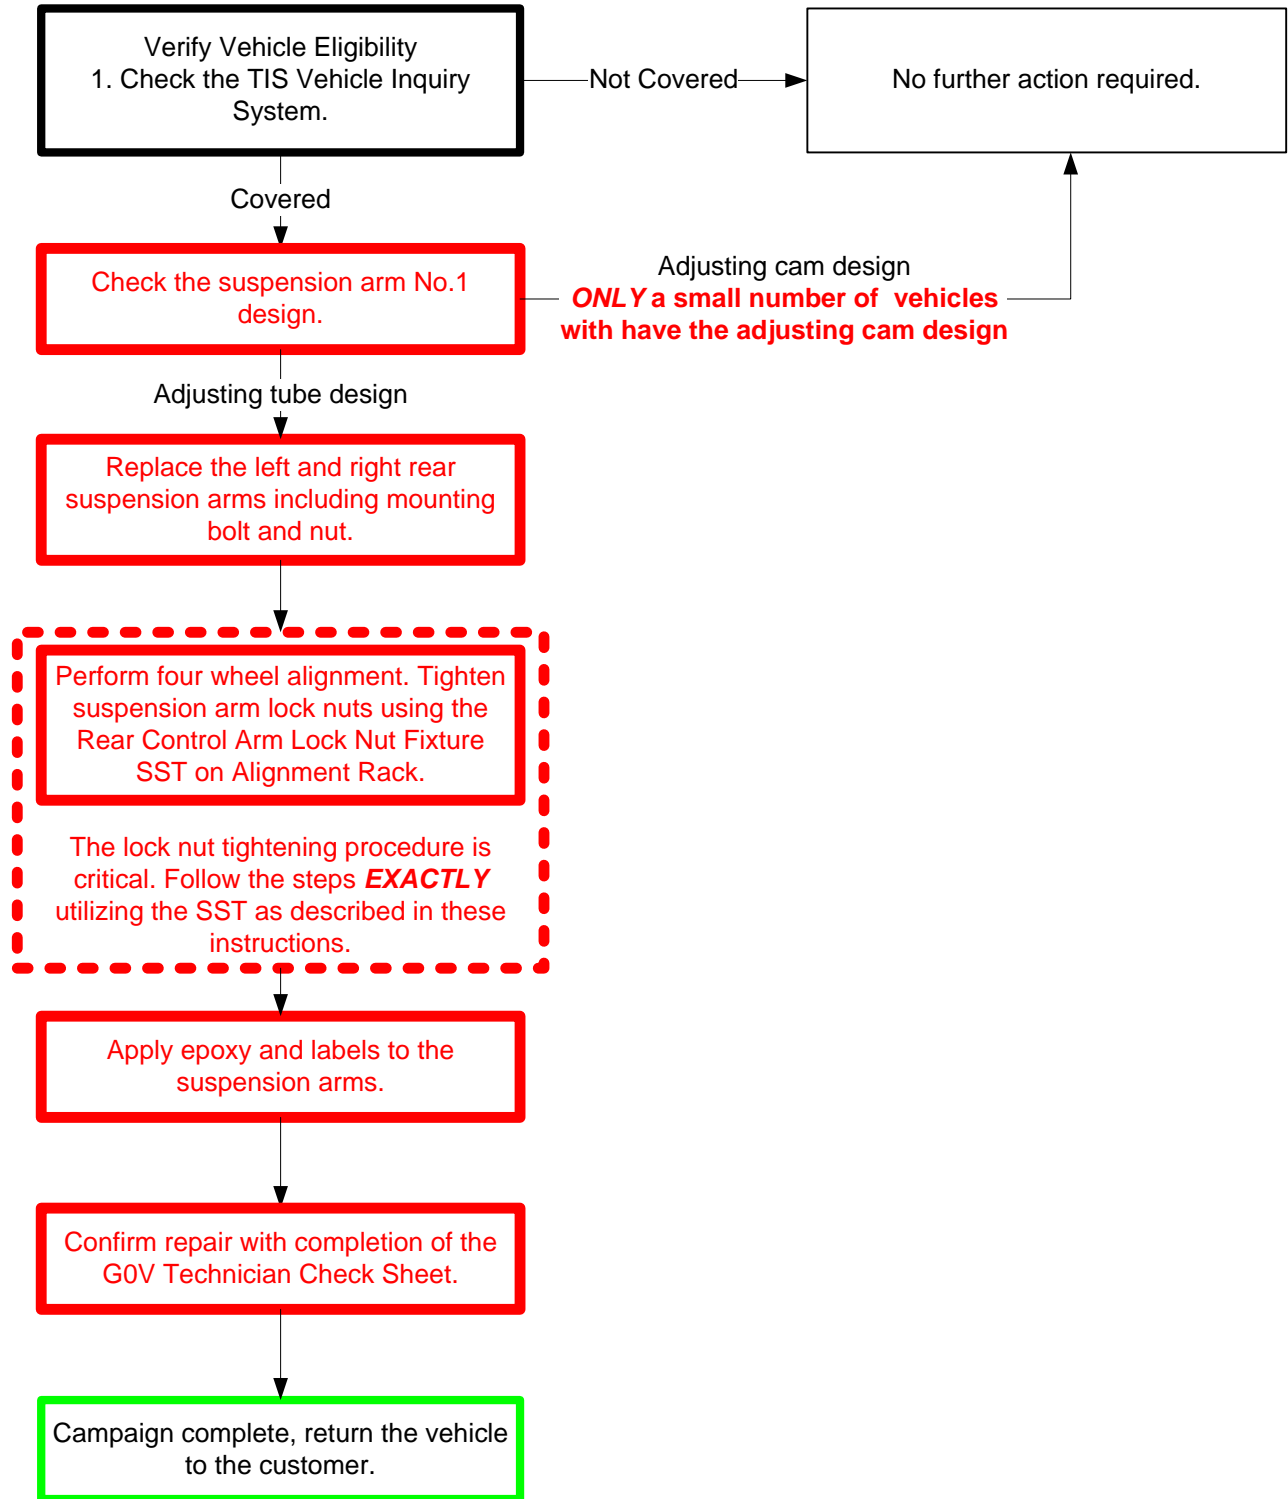 Verify Vehicle Eligibility
1. Check the TIS Vehicle Inquiry
System.
Not Covered
No further action required.
Covered
Check the suspension arm No.1
design.
Adjusting cam design
ONLY a small number of vehicles
with have the adjusting cam design
Adjusting tube design
Replace the left and right rear
suspension arms including mounting
bolt and nut.
Perform four wheel alignment. Tighten
suspension arm lock nuts using the
Rear Control Arm Lock Nut Fixture
SST on Alignment Rack.
The lock nut tightening procedure is
critical. Follow the steps EXACTLY
utilizing the SST as described in these
instructions.
Apply epoxy and labels to the
suspension arms.
Confirm repair with completion of the
G0V Technician Check Sheet.
Campaign complete, return the vehicle
to the customer.